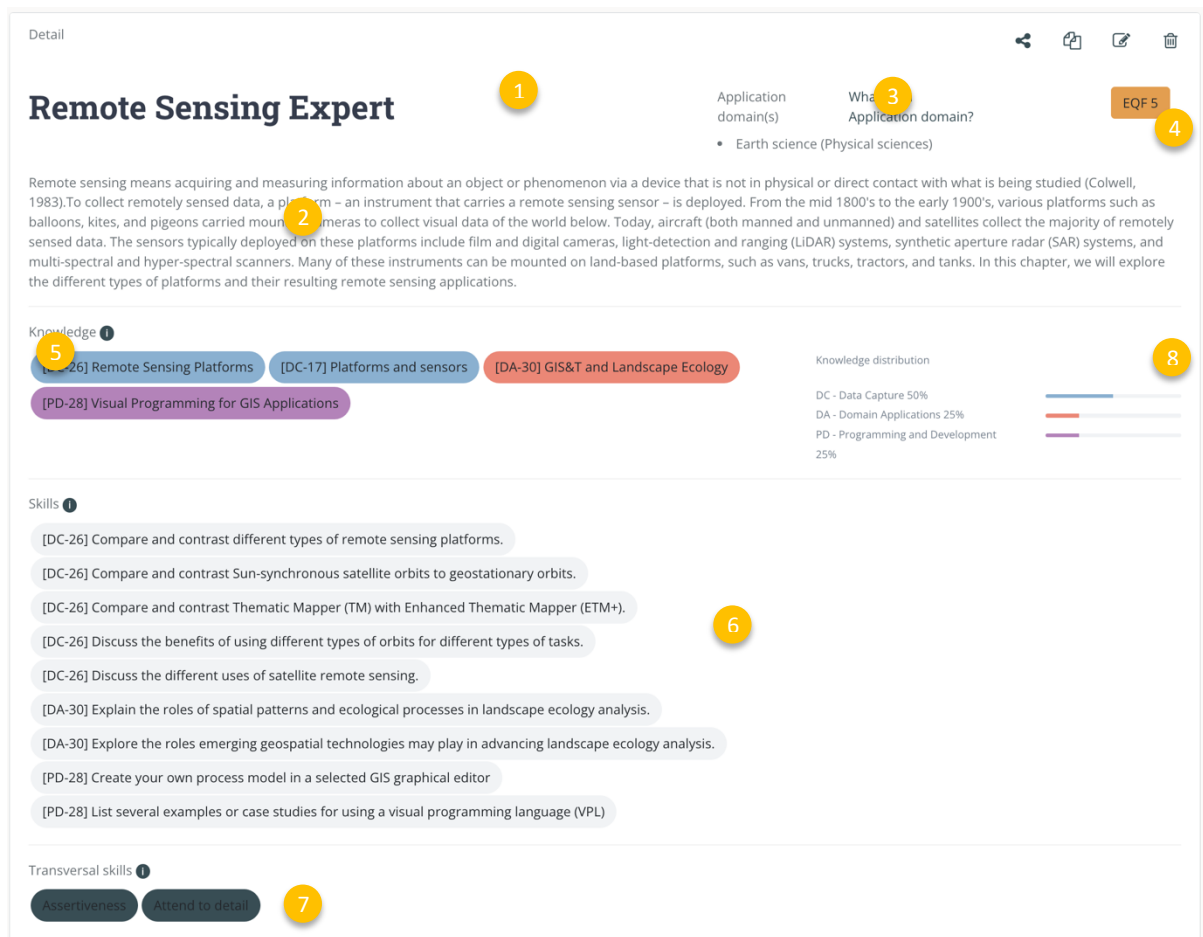 Detail
Remote Sensing Expert
1
Application domain(s)
Wha
3
Application domain?
EQF 5
4
• Earth science (Physical sciences)
Remote sensing means acquiring and measuring information about an object or phenomenon via a device that is not in physical or direct contact with what is being studied (Colwell,
1983).To collect remotely sensed data, a pl rm – an instrument that carries a remote sensing sensor – is deployed. From the mid 1800's to the early 1900's, various platforms such as
balloons, kites, and pigeons carried moun meras to collect visual data of the world below. Today, aircraft (both manned and unmanned) and satellites collect the majority of remotely
2
sensed data. The sensors typically deployed on these platforms include film and digital cameras, light-detection and ranging (LiDAR) systems, synthetic aperture radar (SAR) systems, and
multi-spectral and hyper-spectral scanners. Many of these instruments can be mounted on land-based platforms, such as vans, trucks, tractors, and tanks. In this chapter, we will explore
the different types of platforms and their resulting remote sensing applications.
Knowledge i
5
[DC-26] Remote Sensing Platforms
[DC-17] Platforms and sensors
[DA-30] GIS&T and Landscape Ecology
[PD-28] Visual Programming for GIS Applications
Knowledge distribution
8
DC - Data Capture 50%
DA - Domain Applications 25%
PD - Programming and Development
25%
Skills i
[DC-26] Compare and contrast different types of remote sensing platforms.
[DC-26] Compare and contrast Sun-synchronous satellite orbits to geostationary orbits.
[DC-26] Compare and contrast Thematic Mapper (TM) with Enhanced Thematic Mapper (ETM+).
6
[DC-26] Discuss the benefits of using different types of orbits for different types of tasks.
[DC-26] Discuss the different uses of satellite remote sensing.
[DA-30] Explain the roles of spatial patterns and ecological processes in landscape ecology analysis.
[DA-30] Explore the roles emerging geospatial technologies may play in advancing landscape ecology analysis.
[PD-28] Create your own process model in a selected GIS graphical editor
[PD-28] List several examples or case studies for using a visual programming language (VPL)
Transversal skills i
Assertiveness
Attend to detail
7